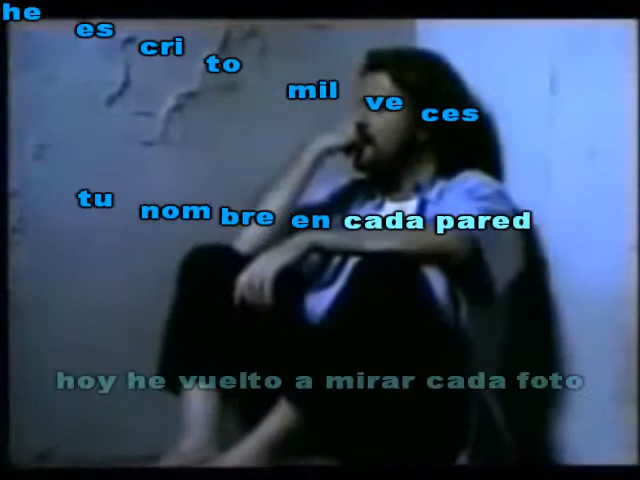 he es cri to mil ve ces
tu nom bre en cada pared
hoy he vuelto a mirar cada foto